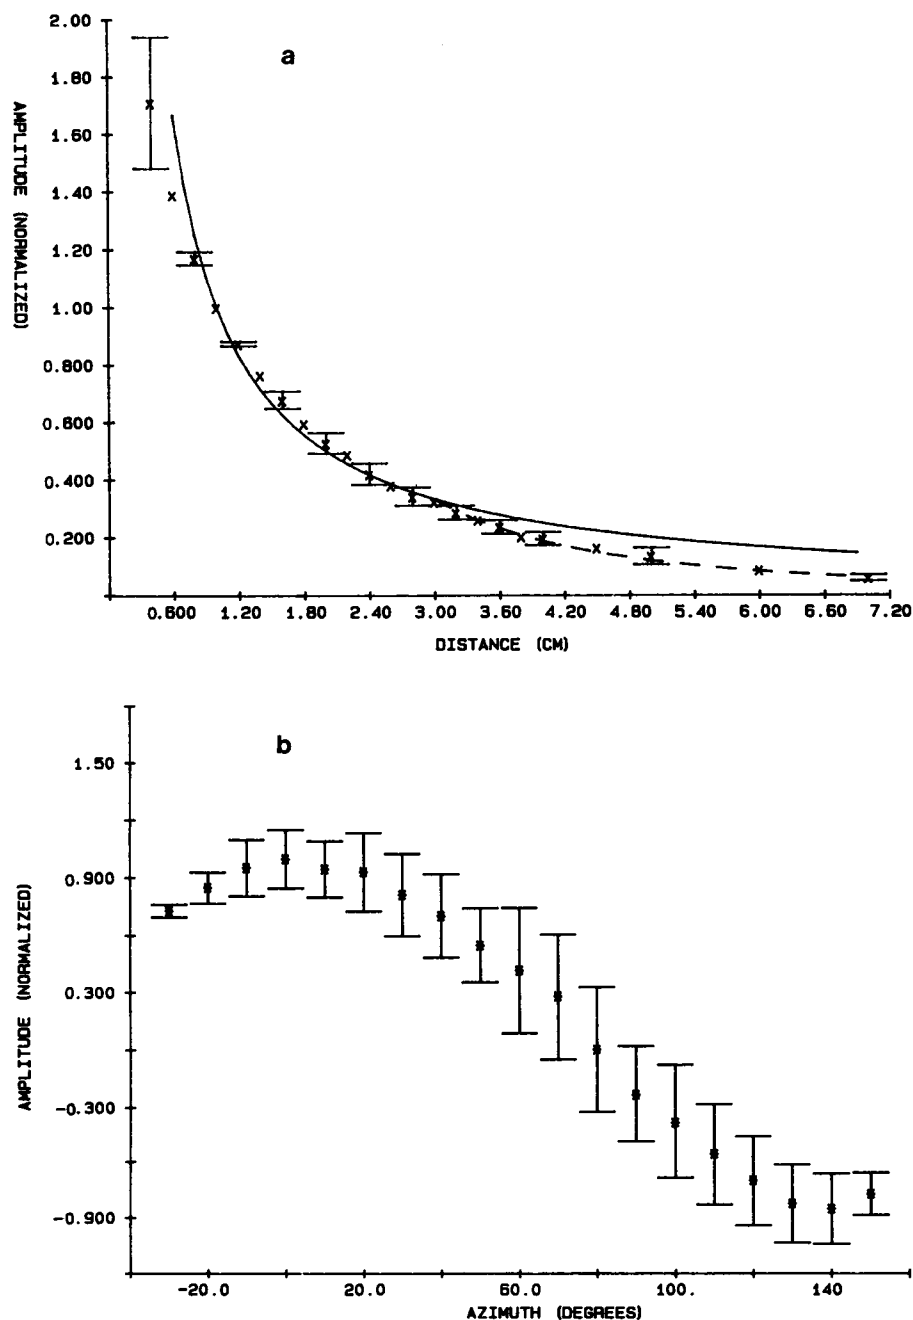 a
2.00
1.80
1.60
1.40
1.20
1.00
0.800
0.600
0.400
0.200
AMPLITUDE (NORMALIZED)
0.600 1.20 1.80 2.40 3.00 3.60 4.20 4.80 5.40 6.00 6.60 7.20
DISTANCE (CM)
b
1.50
0.900
0.300
-0.300
-0.900
AMPLITUDE (NORMALIZED)
-20.0 20.0 60.0 100. 140
AZIMUTH (DEGREES)